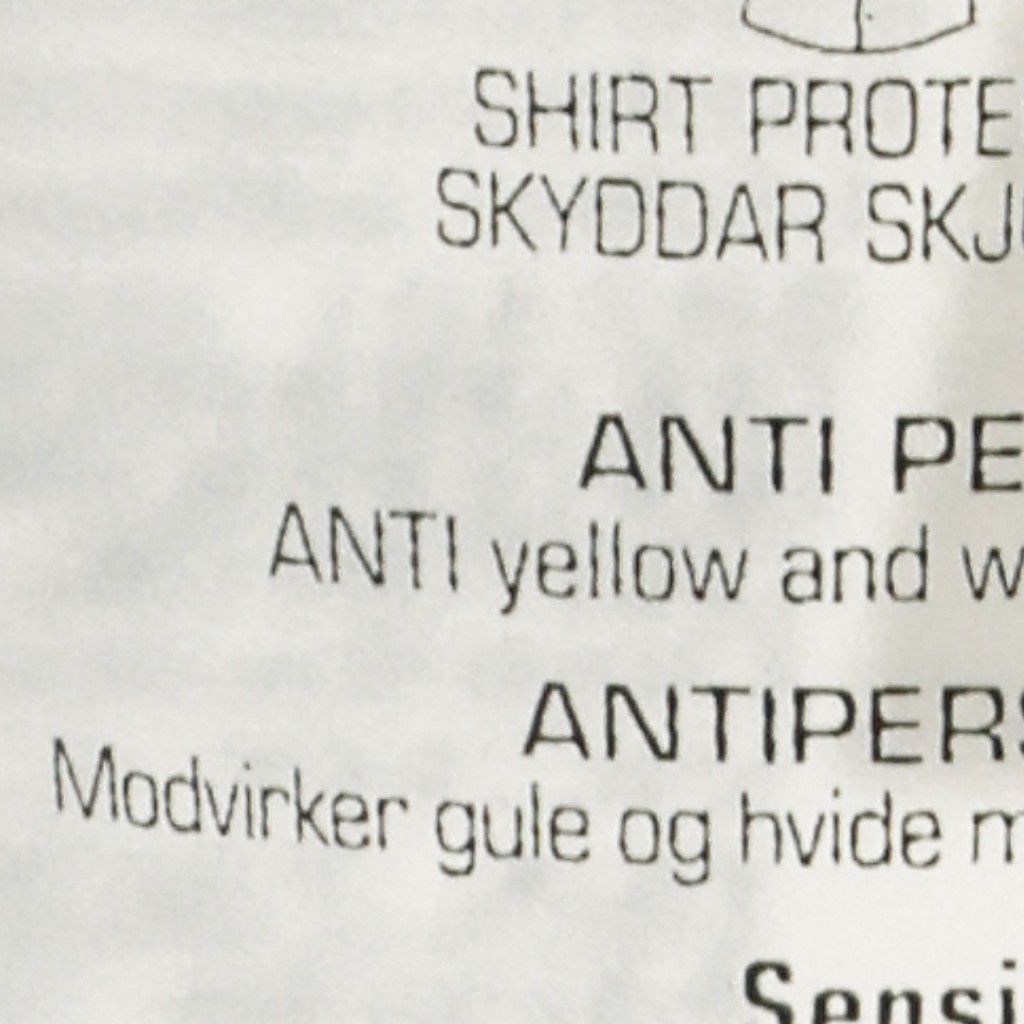 SHIRT PROTE
SKYDDAR SKJ
ANTI PE
ANTI yellow and w
ANTIPERS
Modvirker gule og hvide m
Sensi